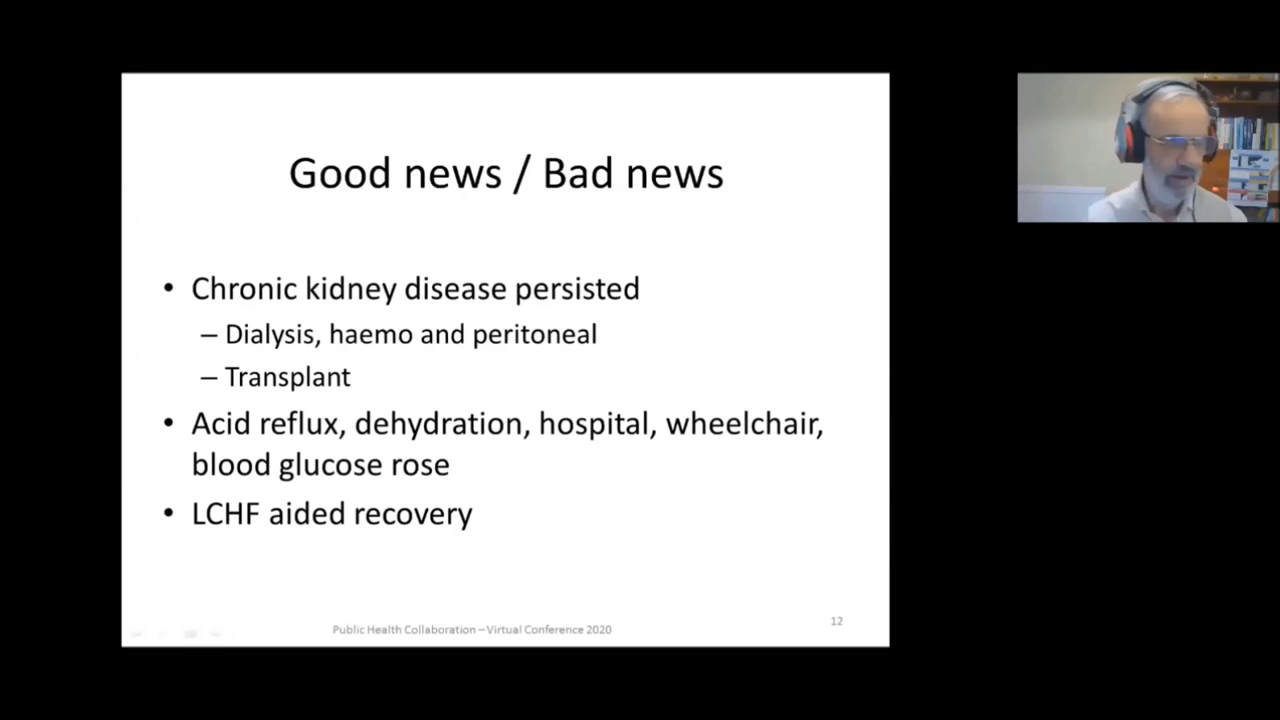 Good news / Bad news
• Chronic kidney disease persisted
– Dialysis, haemo and peritoneal
– Transplant
• Acid reflux, dehydration, hospital, wheelchair,
blood glucose rose
• LCHF aided recovery
Public Health Collaboration – Virtual Conference 2020
12